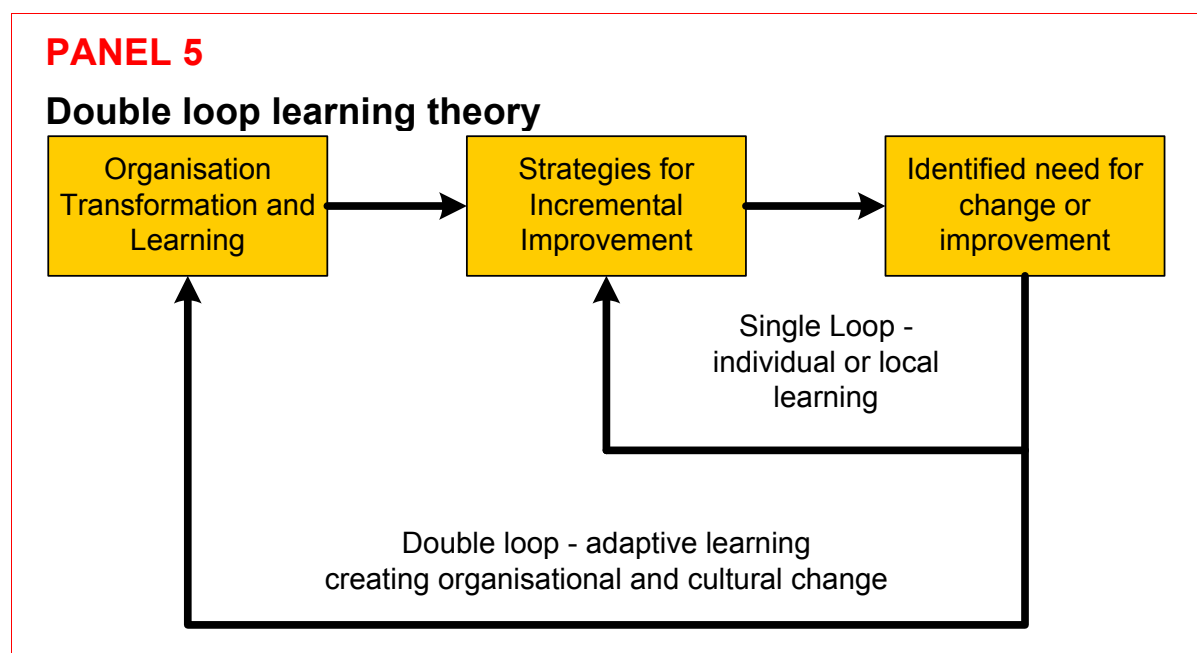 PANEL 5
Double loop learning theory
Organisation
Transformation and
Learning
Strategies for
Incremental
Improvement
Identified need for
change or
improvement
Single Loop -
individual or local
learning
Double loop - adaptive learning
creating organisational and cultural change